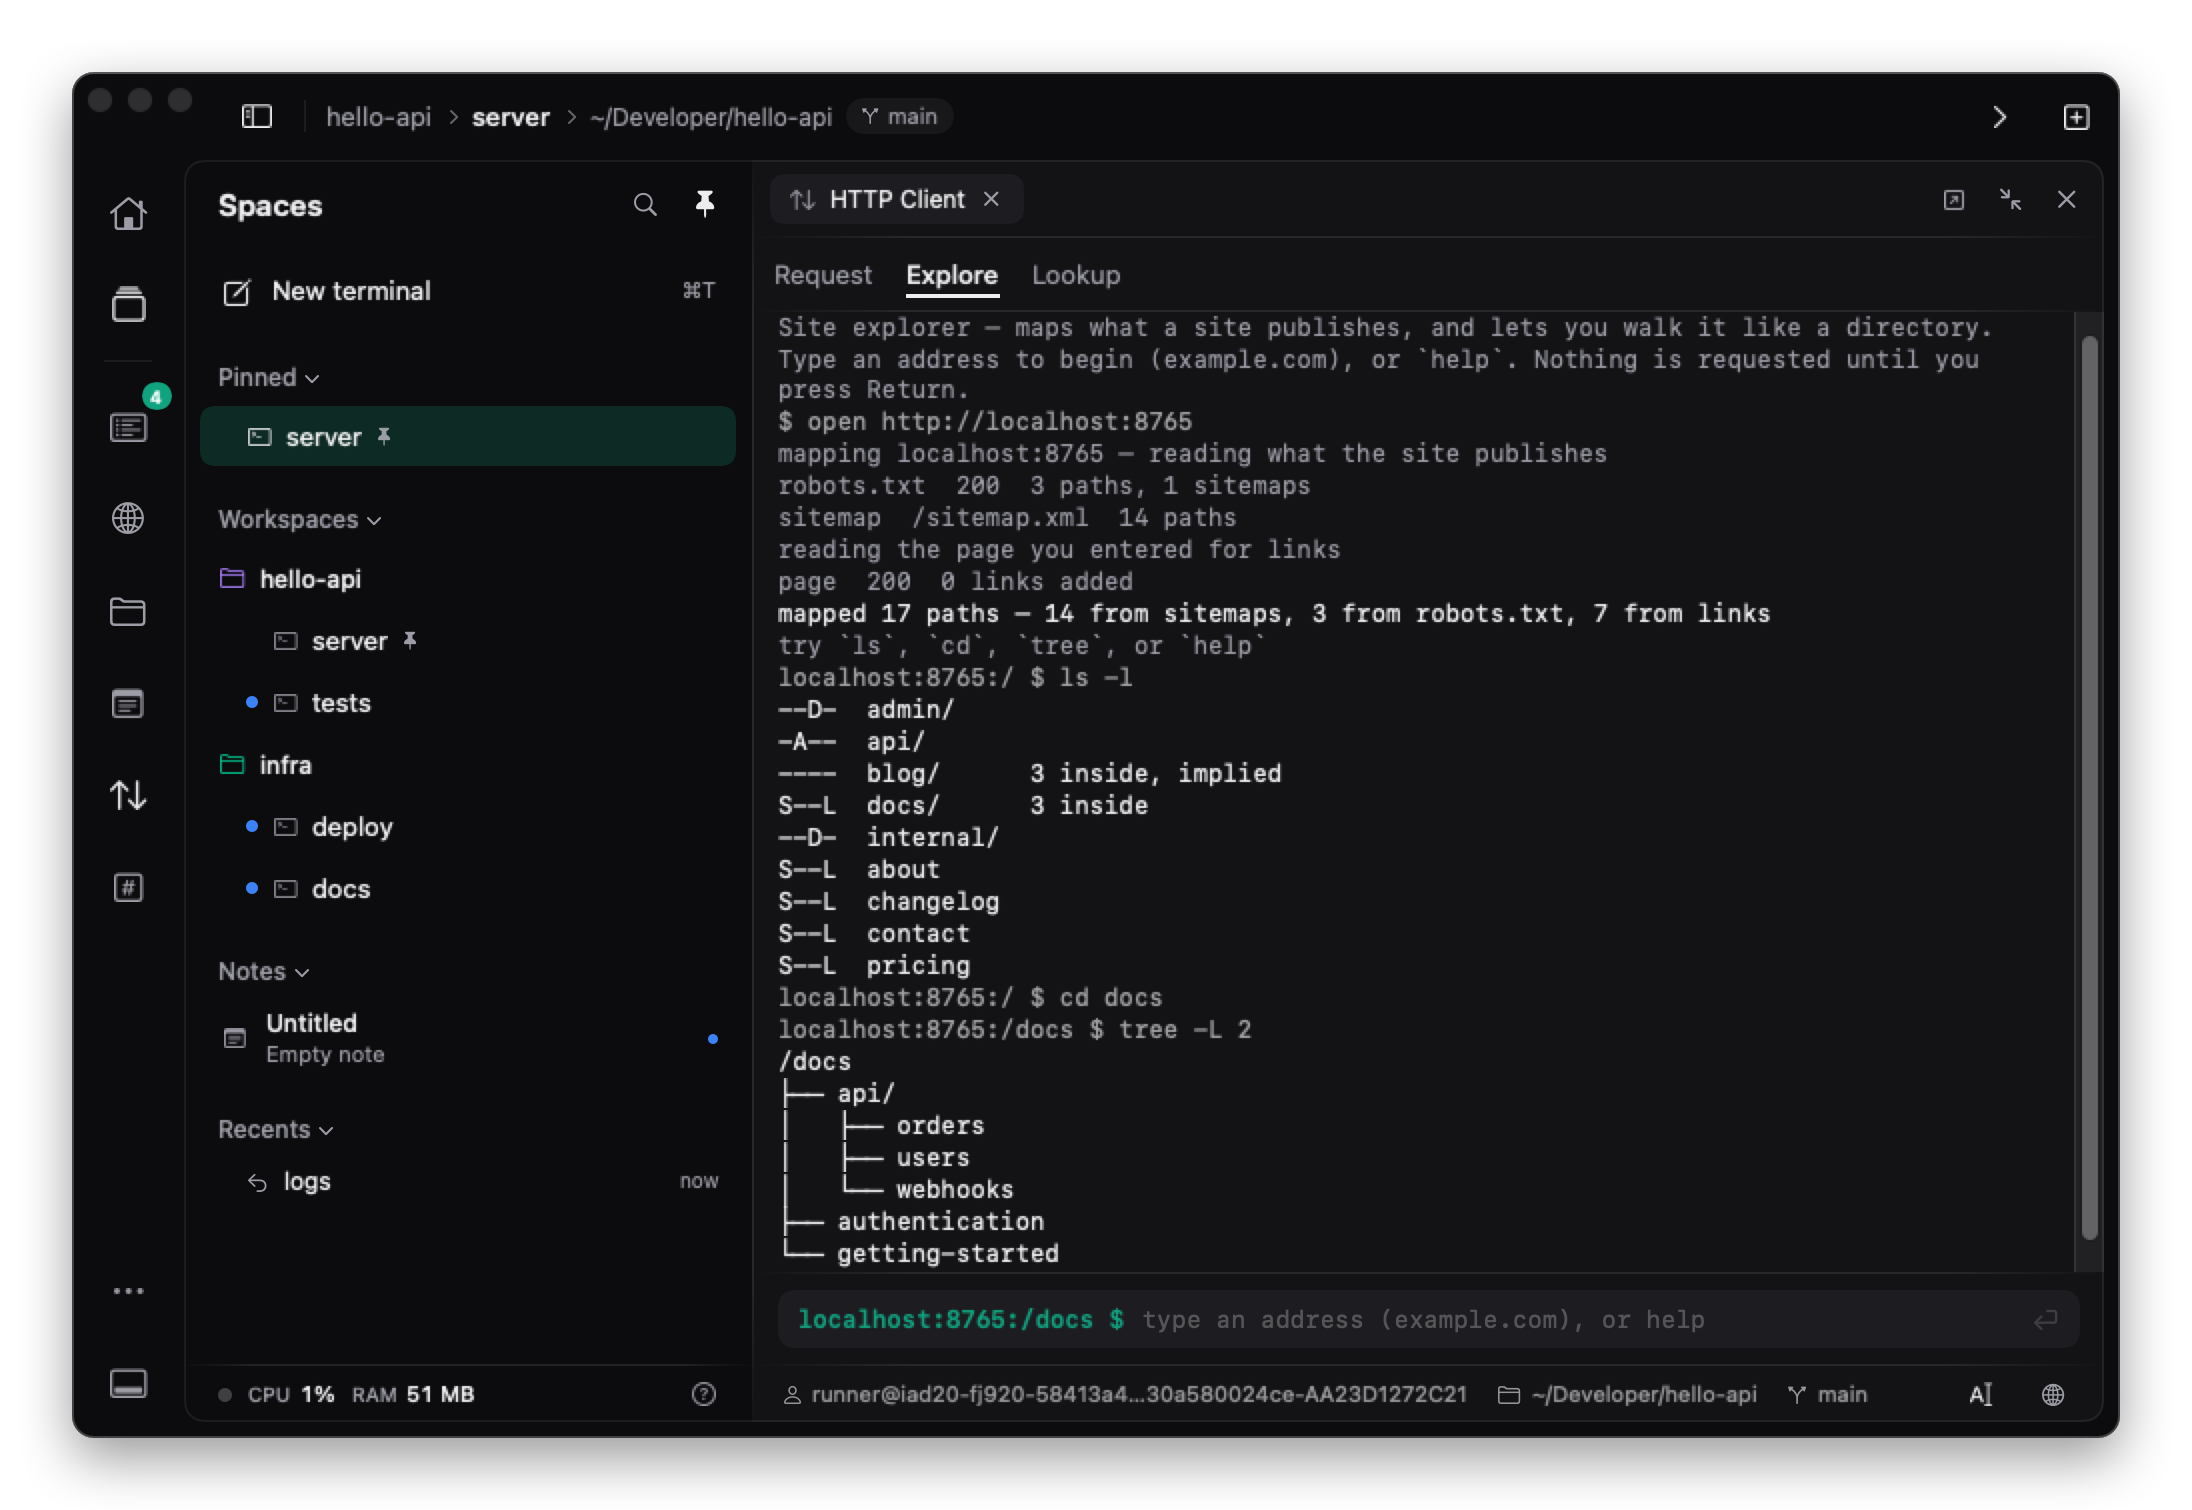 hello-api > server > ~/Developer/hello-api main
Spaces
New terminal ⌘T
Pinned
4
server
Workspaces
hello-api
server
tests
infra
deploy
docs
Notes
Untitled
Empty note
Recents
logs now
CPU 1% RAM 51 MB
HTTP Client
Request Explore Lookup
Site explorer — maps what a site publishes, and lets you walk it like a directory.
Type an address to begin (example.com), or `help`. Nothing is requested until you
press Return.
$ open http://localhost:8765
mapping localhost:8765 — reading what the site publishes
robots.txt  200  3 paths, 1 sitemaps
sitemap  /sitemap.xml  14 paths
reading the page you entered for links
page  200  0 links added
mapped 17 paths — 14 from sitemaps, 3 from robots.txt, 7 from links
try `ls`, `cd`, `tree`, or `help`
localhost:8765:/ $ ls -l
--D-  admin/
-A--  api/
----  blog/      3 inside, implied
S--L  docs/      3 inside
--D-  internal/
S--L  about
S--L  changelog
S--L  contact
S--L  pricing
localhost:8765:/ $ cd docs
localhost:8765:/docs $ tree -L 2
/docs
├── api/
│   ├── orders
│   ├── users
│   └── webhooks
├── authentication
└── getting-started
localhost:8765:/docs $ type an address (example.com), or help
runner@iad20-fj920-58413a4...30a580024ce-AA23D1272C21 ~/Developer/hello-api main